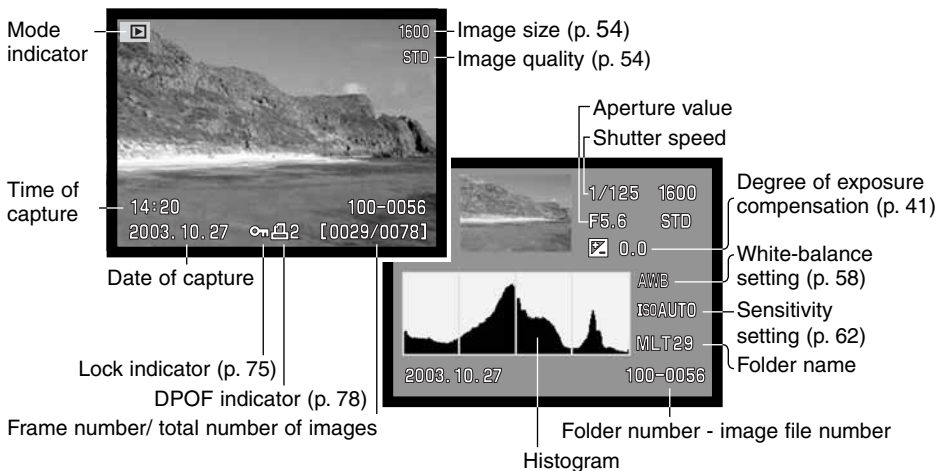 Mode
indicator
1600
STD
Image size (p. 54)
Image quality (p. 54)
Time of
capture
14:20
100-0056
2003.10.27
2
[0029/0078]
Date of capture
Lock indicator (p. 75)
DPOF indicator (p. 78)
Frame number/ total number of images
Aperture value
Shutter speed
1/125 1600
F5.6 STD
0.0
AWB
ISOAUTO
MLT29
2003.10.27
100-0056
Degree of exposure
compensation (p. 41)
White-balance
setting (p. 58)
Sensitivity
setting (p. 62)
Folder name
Folder number - image file number
Histogram